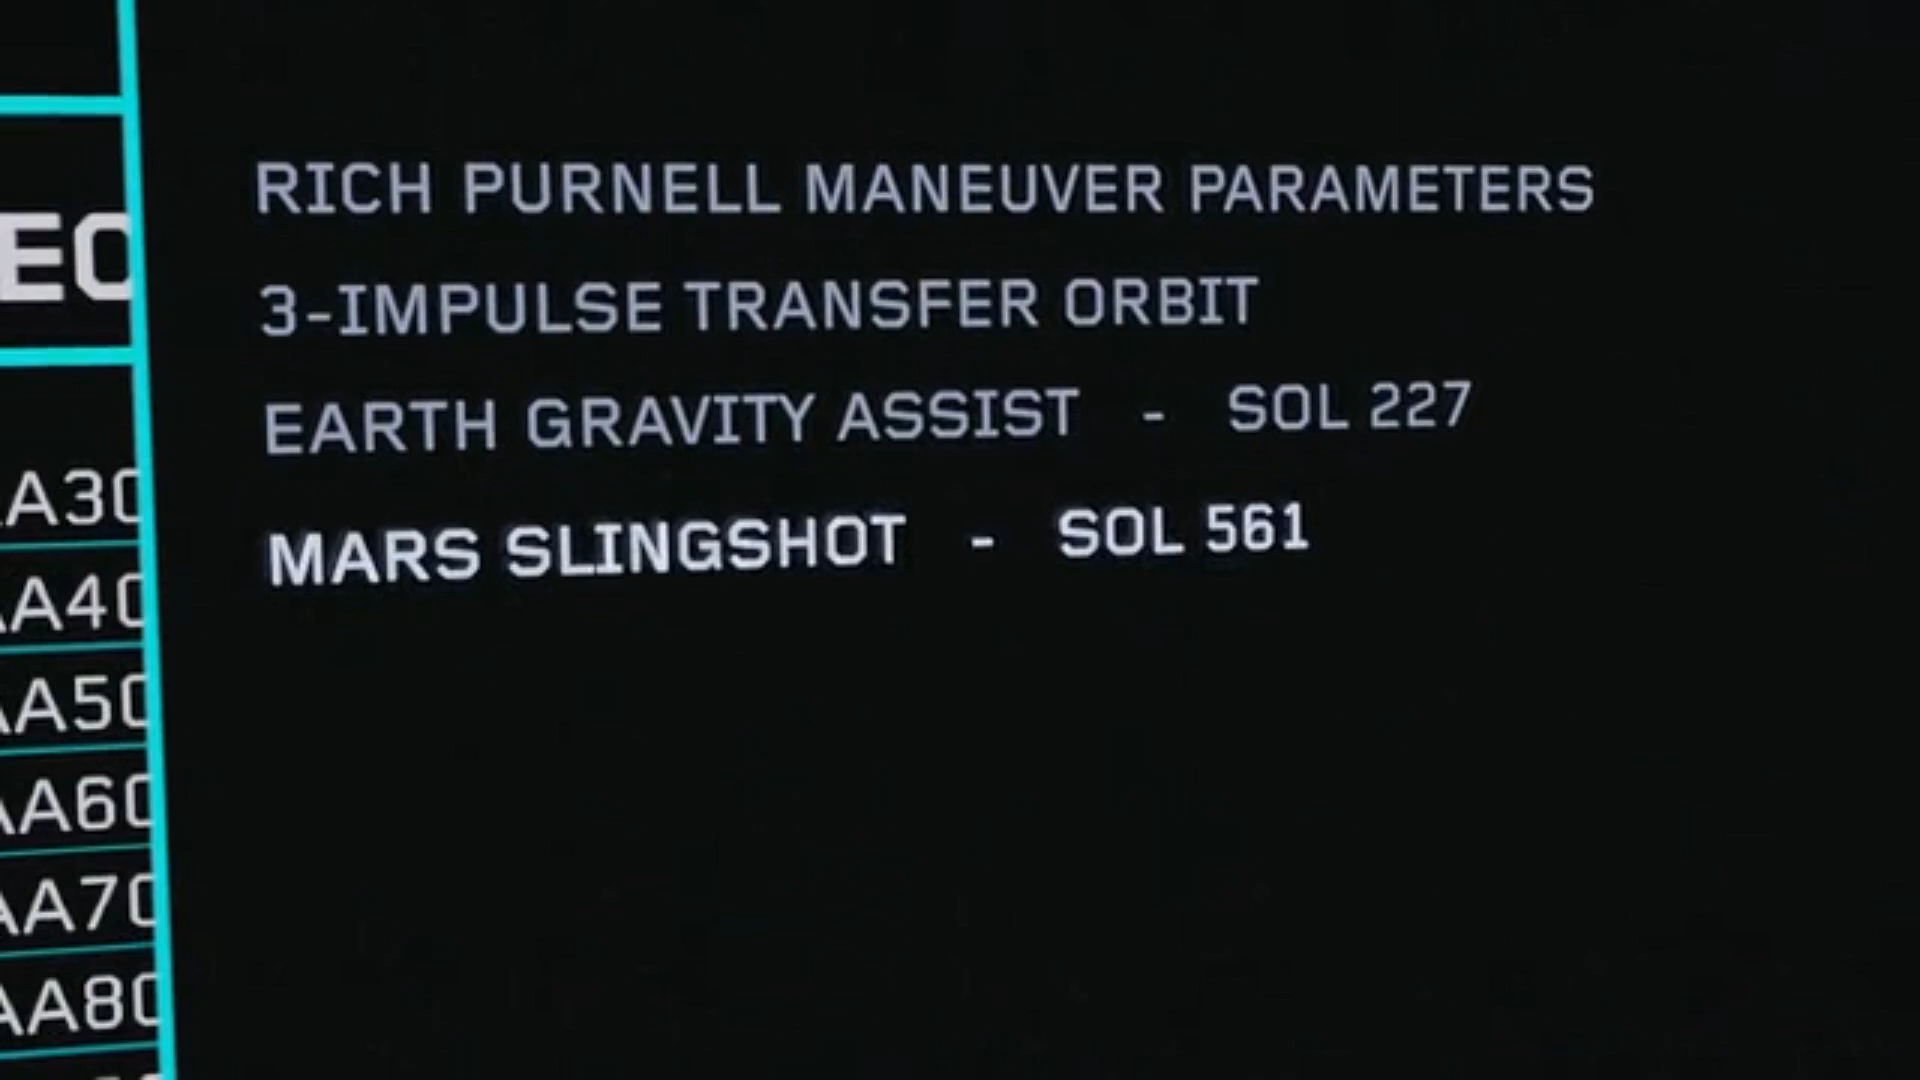 RICH PURNELL MANEUVER PARAMETERS
3-IMPULSE TRANSFER ORBIT
EARTH GRAVITY ASSIST - SOL 227
MARS SLINGSHOT - SOL 561